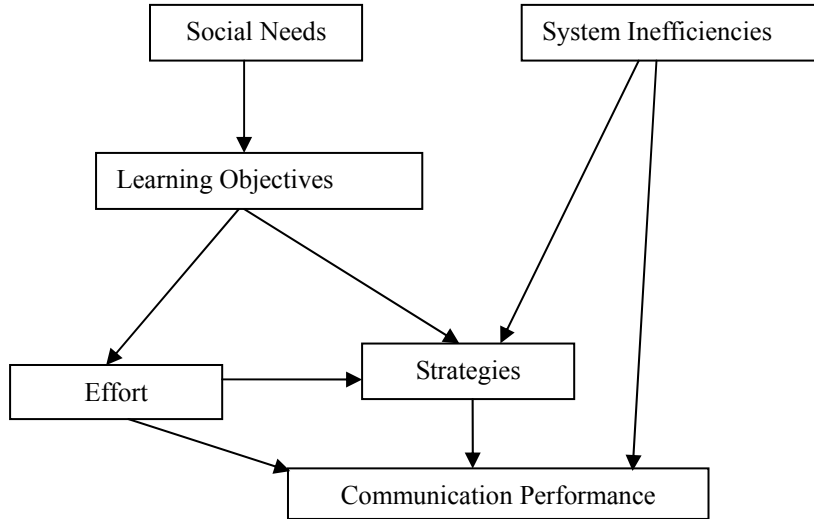 Social Needs
System Inefficiencies
Learning Objectives
Strategies
Effort
Communication Performance